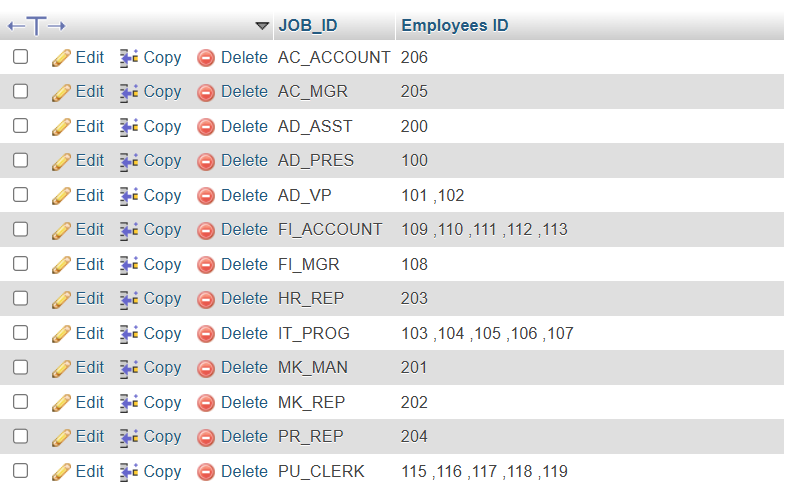 JOB_ID Employees ID
Edit Copy Delete AC_ACCOUNT 206
Edit Copy Delete AC_MGR 205
Edit Copy Delete AD_ASST 200
Edit Copy Delete AD_PRES 100
Edit Copy Delete AD_VP 101 ,102
Edit Copy Delete FI_ACCOUNT 109 ,110 ,111 ,112 ,113
Edit Copy Delete FI_MGR 108
Edit Copy Delete HR_REP 203
Edit Copy Delete IT_PROG 103 ,104 ,105 ,106 ,107
Edit Copy Delete MK_MAN 201
Edit Copy Delete MK_REP 202
Edit Copy Delete PR_REP 204
Edit Copy Delete PU_CLERK 115 ,116 ,117 ,118 ,119